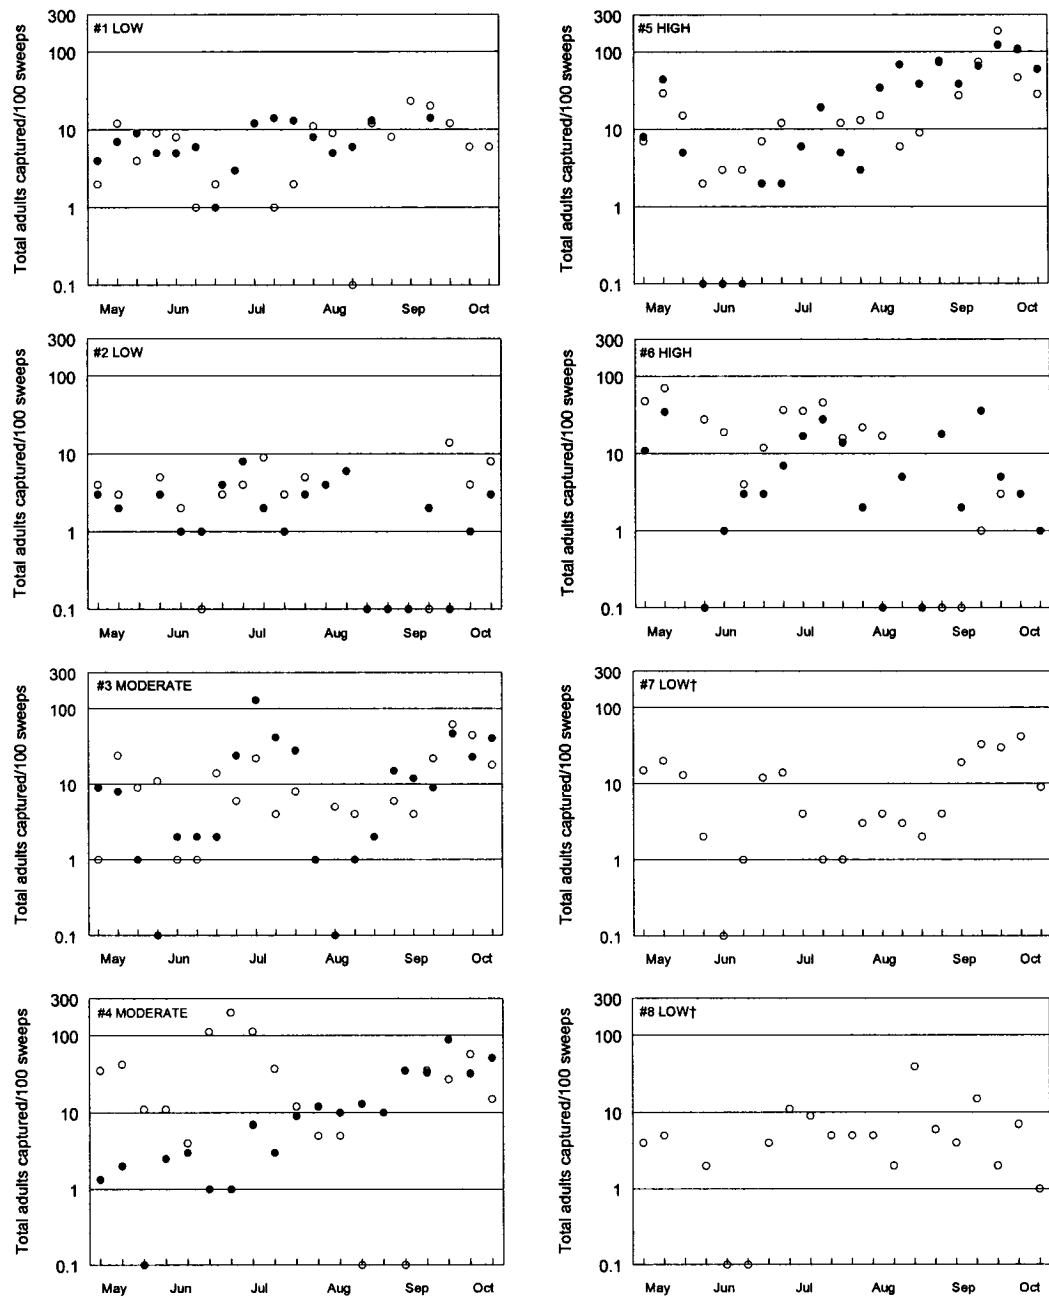 Total adults captured/100 sweeps
#1 LOW
300
100
10
1
0.1
May Jun Jul Aug Sep Oct
Total adults captured/100 sweeps
#5 HIGH
300
100
10
1
0.1
May Jun Jul Aug Sep Oct
Total adults captured/100 sweeps
#2 LOW
300
100
10
1
0.1
May Jun Jul Aug Sep Oct
Total adults captured/100 sweeps
#6 HIGH
300
100
10
1
0.1
May Jun Jul Aug Sep Oct
Total adults captured/100 sweeps
#3 MODERATE
300
100
10
1
0.1
May Jun Jul Aug Sep Oct
Total adults captured/100 sweeps
#7 LOW†
300
100
10
1
0.1
May Jun Jul Aug Sep Oct
Total adults captured/100 sweeps
#4 MODERATE
300
100
10
1
0.1
May Jun Jul Aug Sep Oct
Total adults captured/100 sweeps
#8 LOW†
300
100
10
1
0.1
May Jun Jul Aug Sep Oct